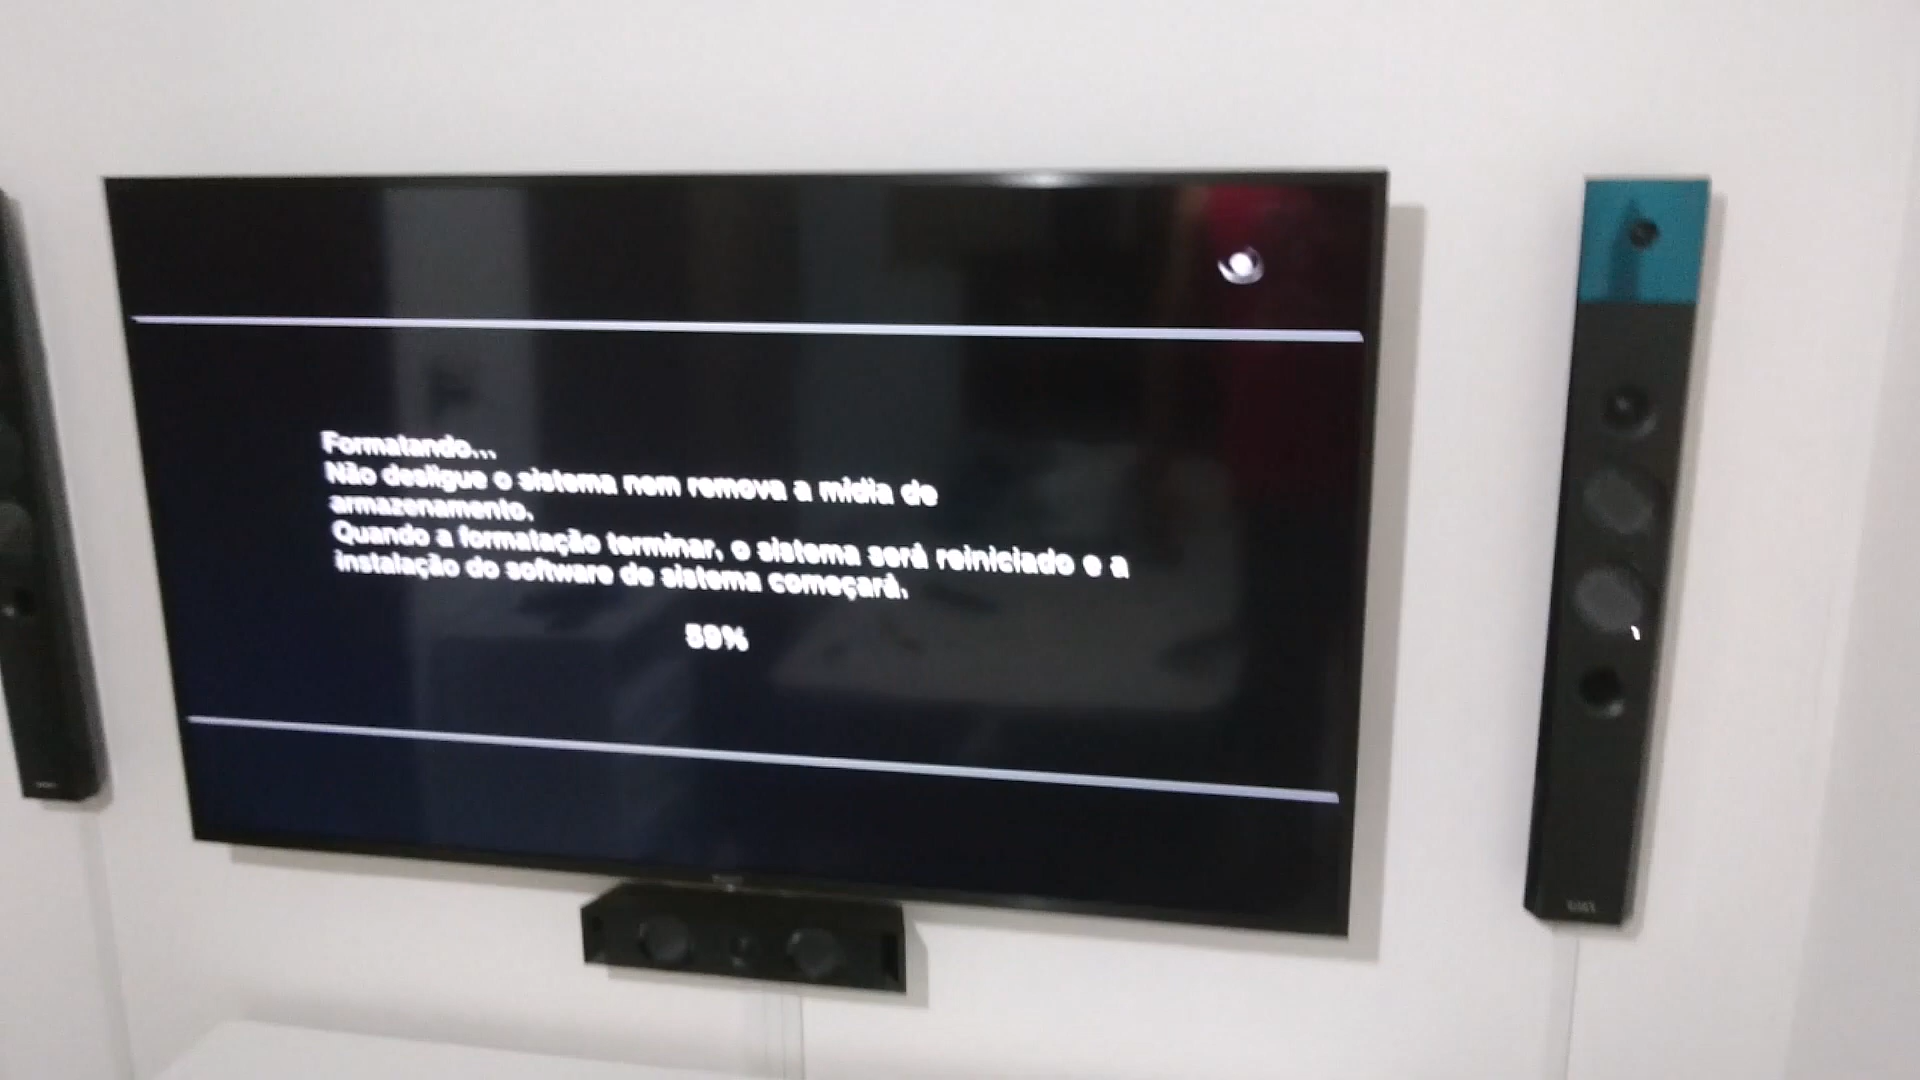 Formatando...
Não desligue o sistema nem remova a mídia de
armazenamento.
Quando a formatação terminar, o sistema será reiniciado e a
instalação do software de sistema começará.
59%